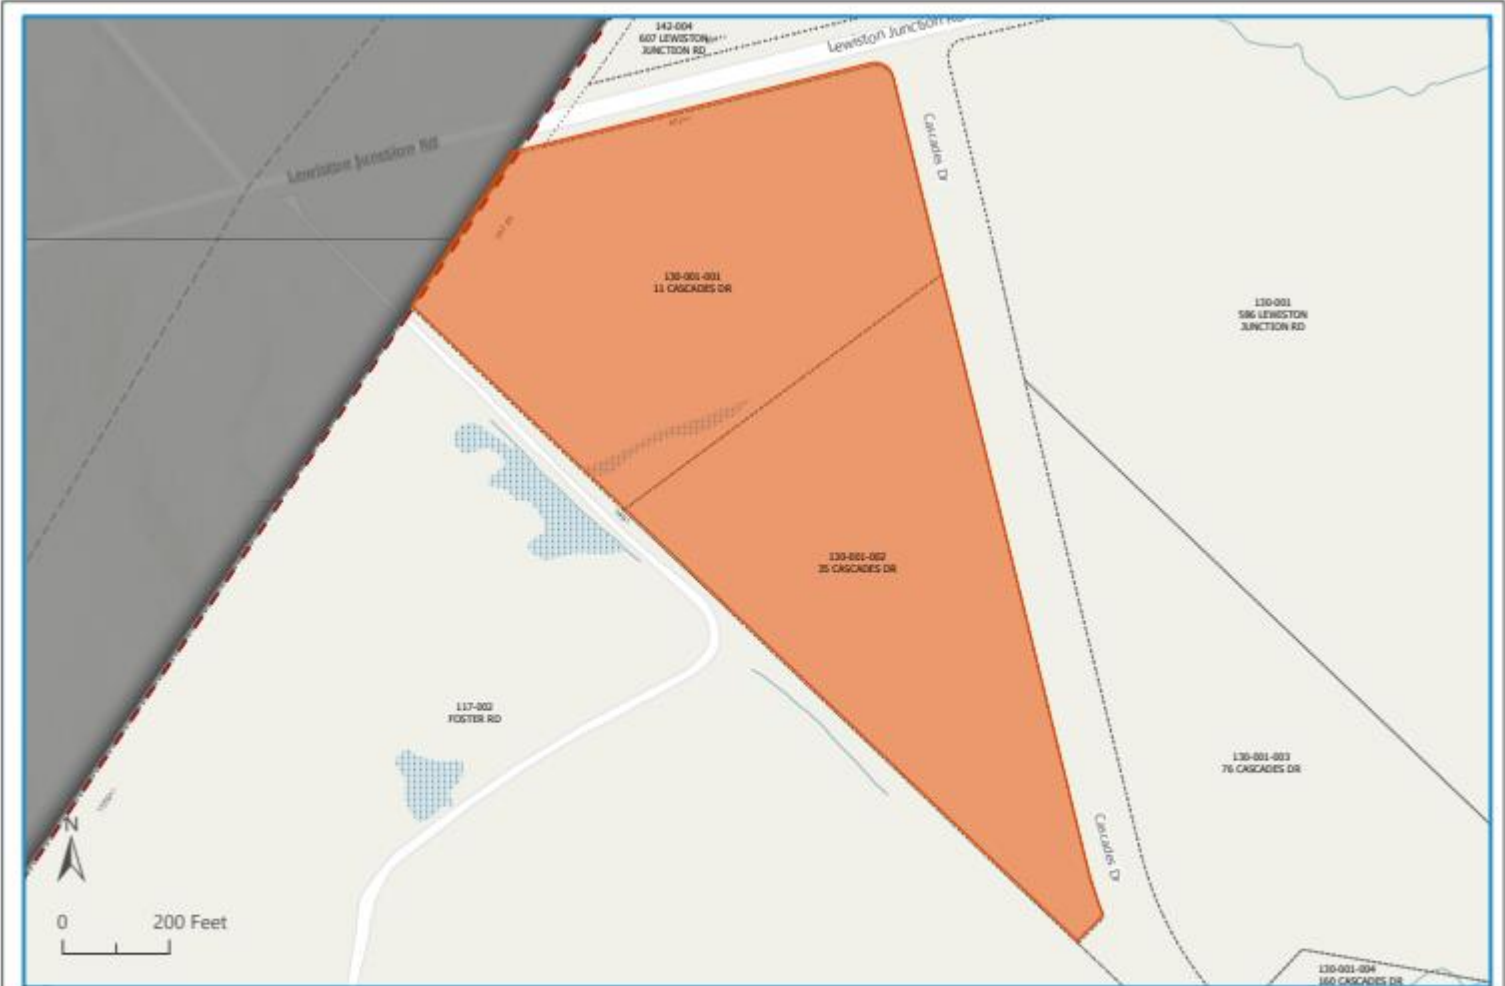 142-004
607 LEWISTON
JUNCTION RD
Lewiston Junction Rd
Lewiston Junction Rd
Cascades Dr
130-001-001
11 CASCADES DR
130-001
586 LEWISTON
JUNCTION RD
130-001-002
35 CASCADES DR
117-002
FOSTER RD
130-001-003
76 CASCADES DR
Cascades Dr
N
0 200 Feet
130-001-004
160 CASCADES DR